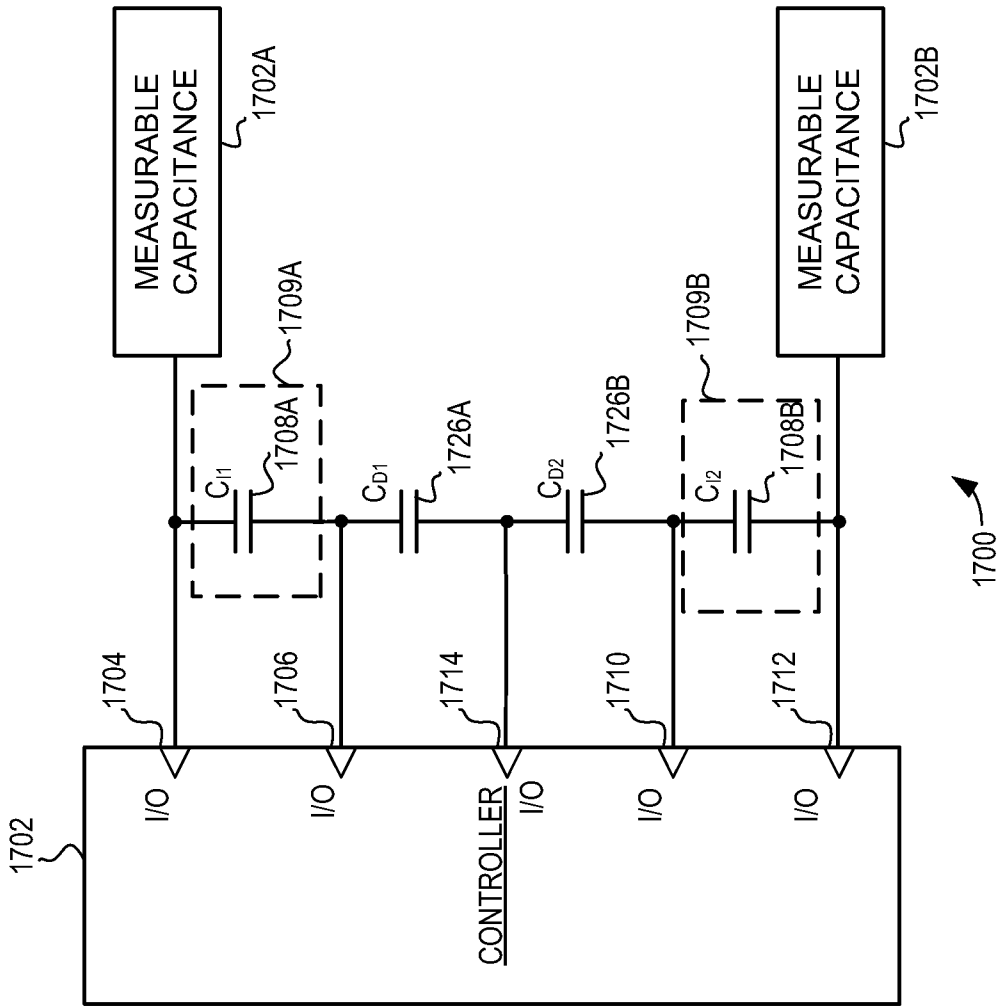 1702
I/O
1704
I/O
1706
CONTROLLER
I/O
1714
I/O
1710
I/O
1712
CI1
1708A
1709A
CD1
1726A
CD2
1726B
CI2
1708B
1709B
MEASURABLE
CAPACITANCE
1702A
MEASURABLE
CAPACITANCE
1702B
1700